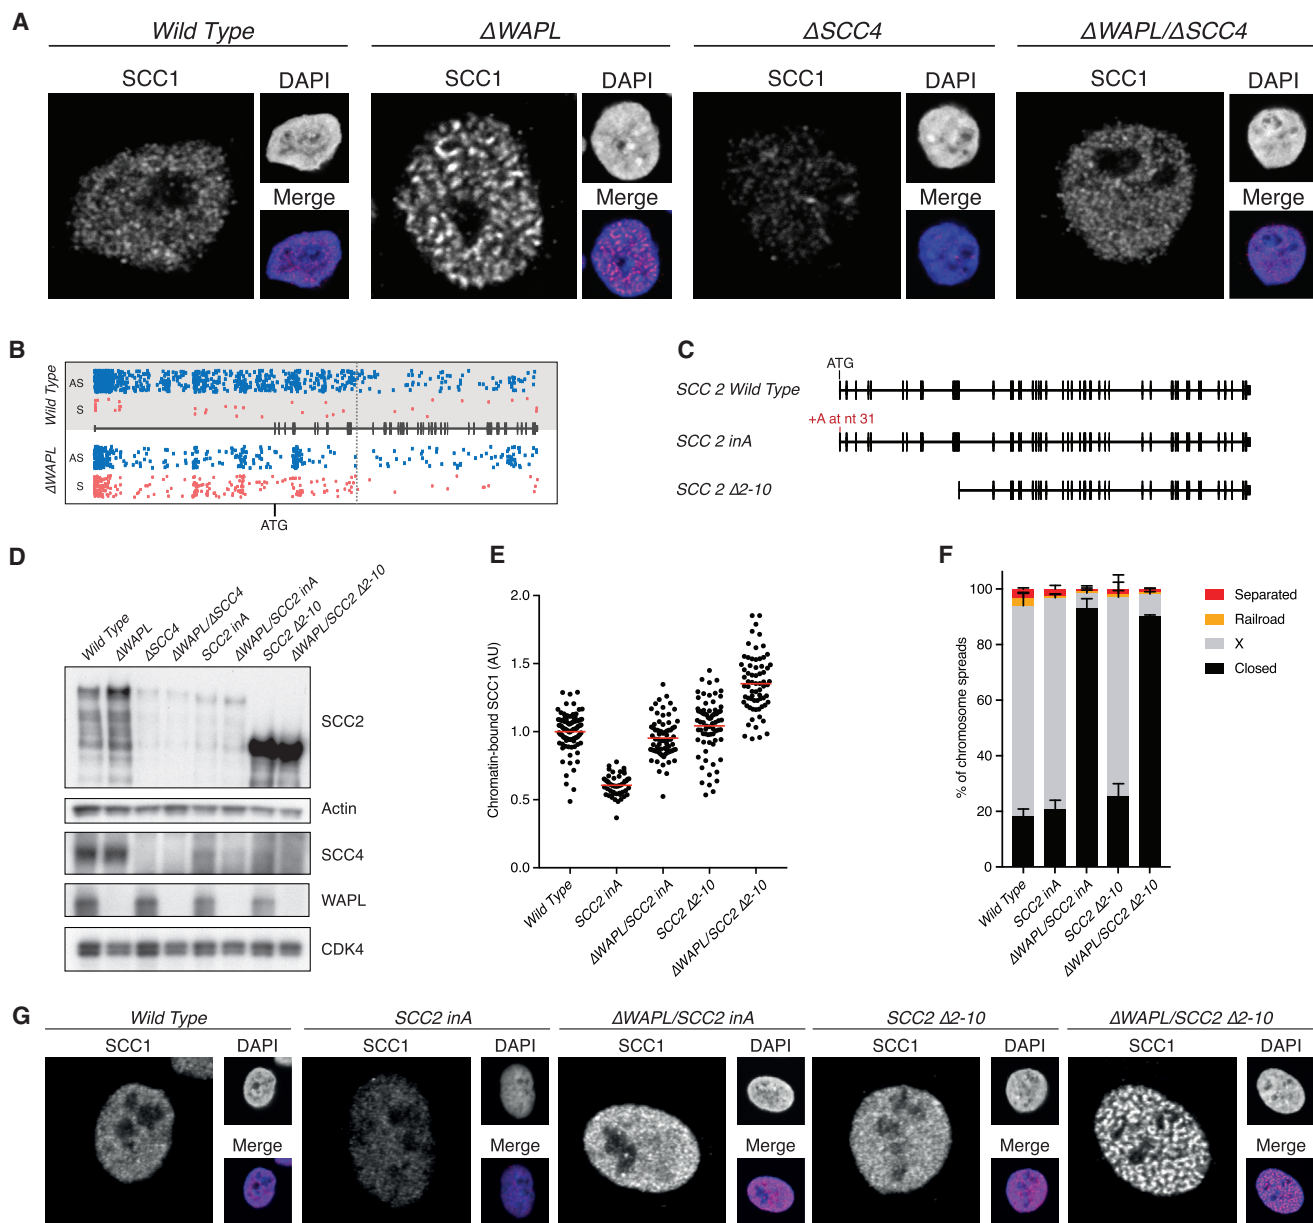 A
Wild Type
ΔWAPL
ΔSCC4
ΔWAPL/ΔSCC4
SCC1
DAPI
SCC1
DAPI
SCC1
DAPI
SCC1
DAPI
Merge
Merge
Merge
Merge
B
Wild Type
AS
S
ΔWAPL
AS
S
ATG
C
ATG
SCC 2 Wild Type
+A at nt 31
SCC 2 inA
SCC 2 Δ2-10
D
Wild Type
ΔWAPL
ΔSCC4
ΔWAPL/ΔSCC4
SCC2 inA
ΔWAPL/SCC2 inA
SCC2 Δ2-10
ΔWAPL/SCC2 Δ2-10
SCC2
Actin
SCC4
WAPL
CDK4
E
Chromatin-bound SCC1 (AU)
2.0
1.5
1.0
0.5
0.0
Wild Type
SCC2 inA
ΔWAPL/SCC2 inA
SCC2 Δ2-10
ΔWAPL/SCC2 Δ2-10
F
% of chromosome spreads
100
80
60
40
20
0
Wild Type
SCC2 inA
ΔWAPL/SCC2 inA
SCC2 Δ2-10
ΔWAPL/SCC2 Δ2-10
Separated
Railroad
X
Closed
G
Wild Type
SCC2 inA
ΔWAPL/SCC2 inA
SCC2 Δ2-10
ΔWAPL/SCC2 Δ2-10
SCC1
DAPI
SCC1
DAPI
SCC1
DAPI
SCC1
DAPI
SCC1
DAPI
Merge
Merge
Merge
Merge
Merge